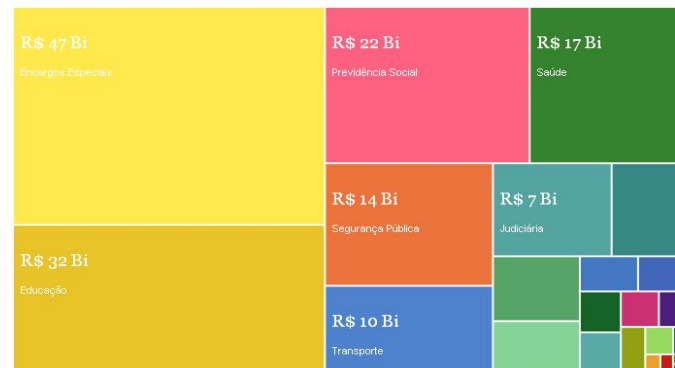 R$ 47 Bi
Encargos Especiais
R$ 22 Bi
Previdência Social
R$ 17 Bi
Saúde
R$ 14 Bi
Segurança Pública
R$ 7 Bi
Judiciária
R$ 32 Bi
Educação
R$ 10 Bi
Transporte